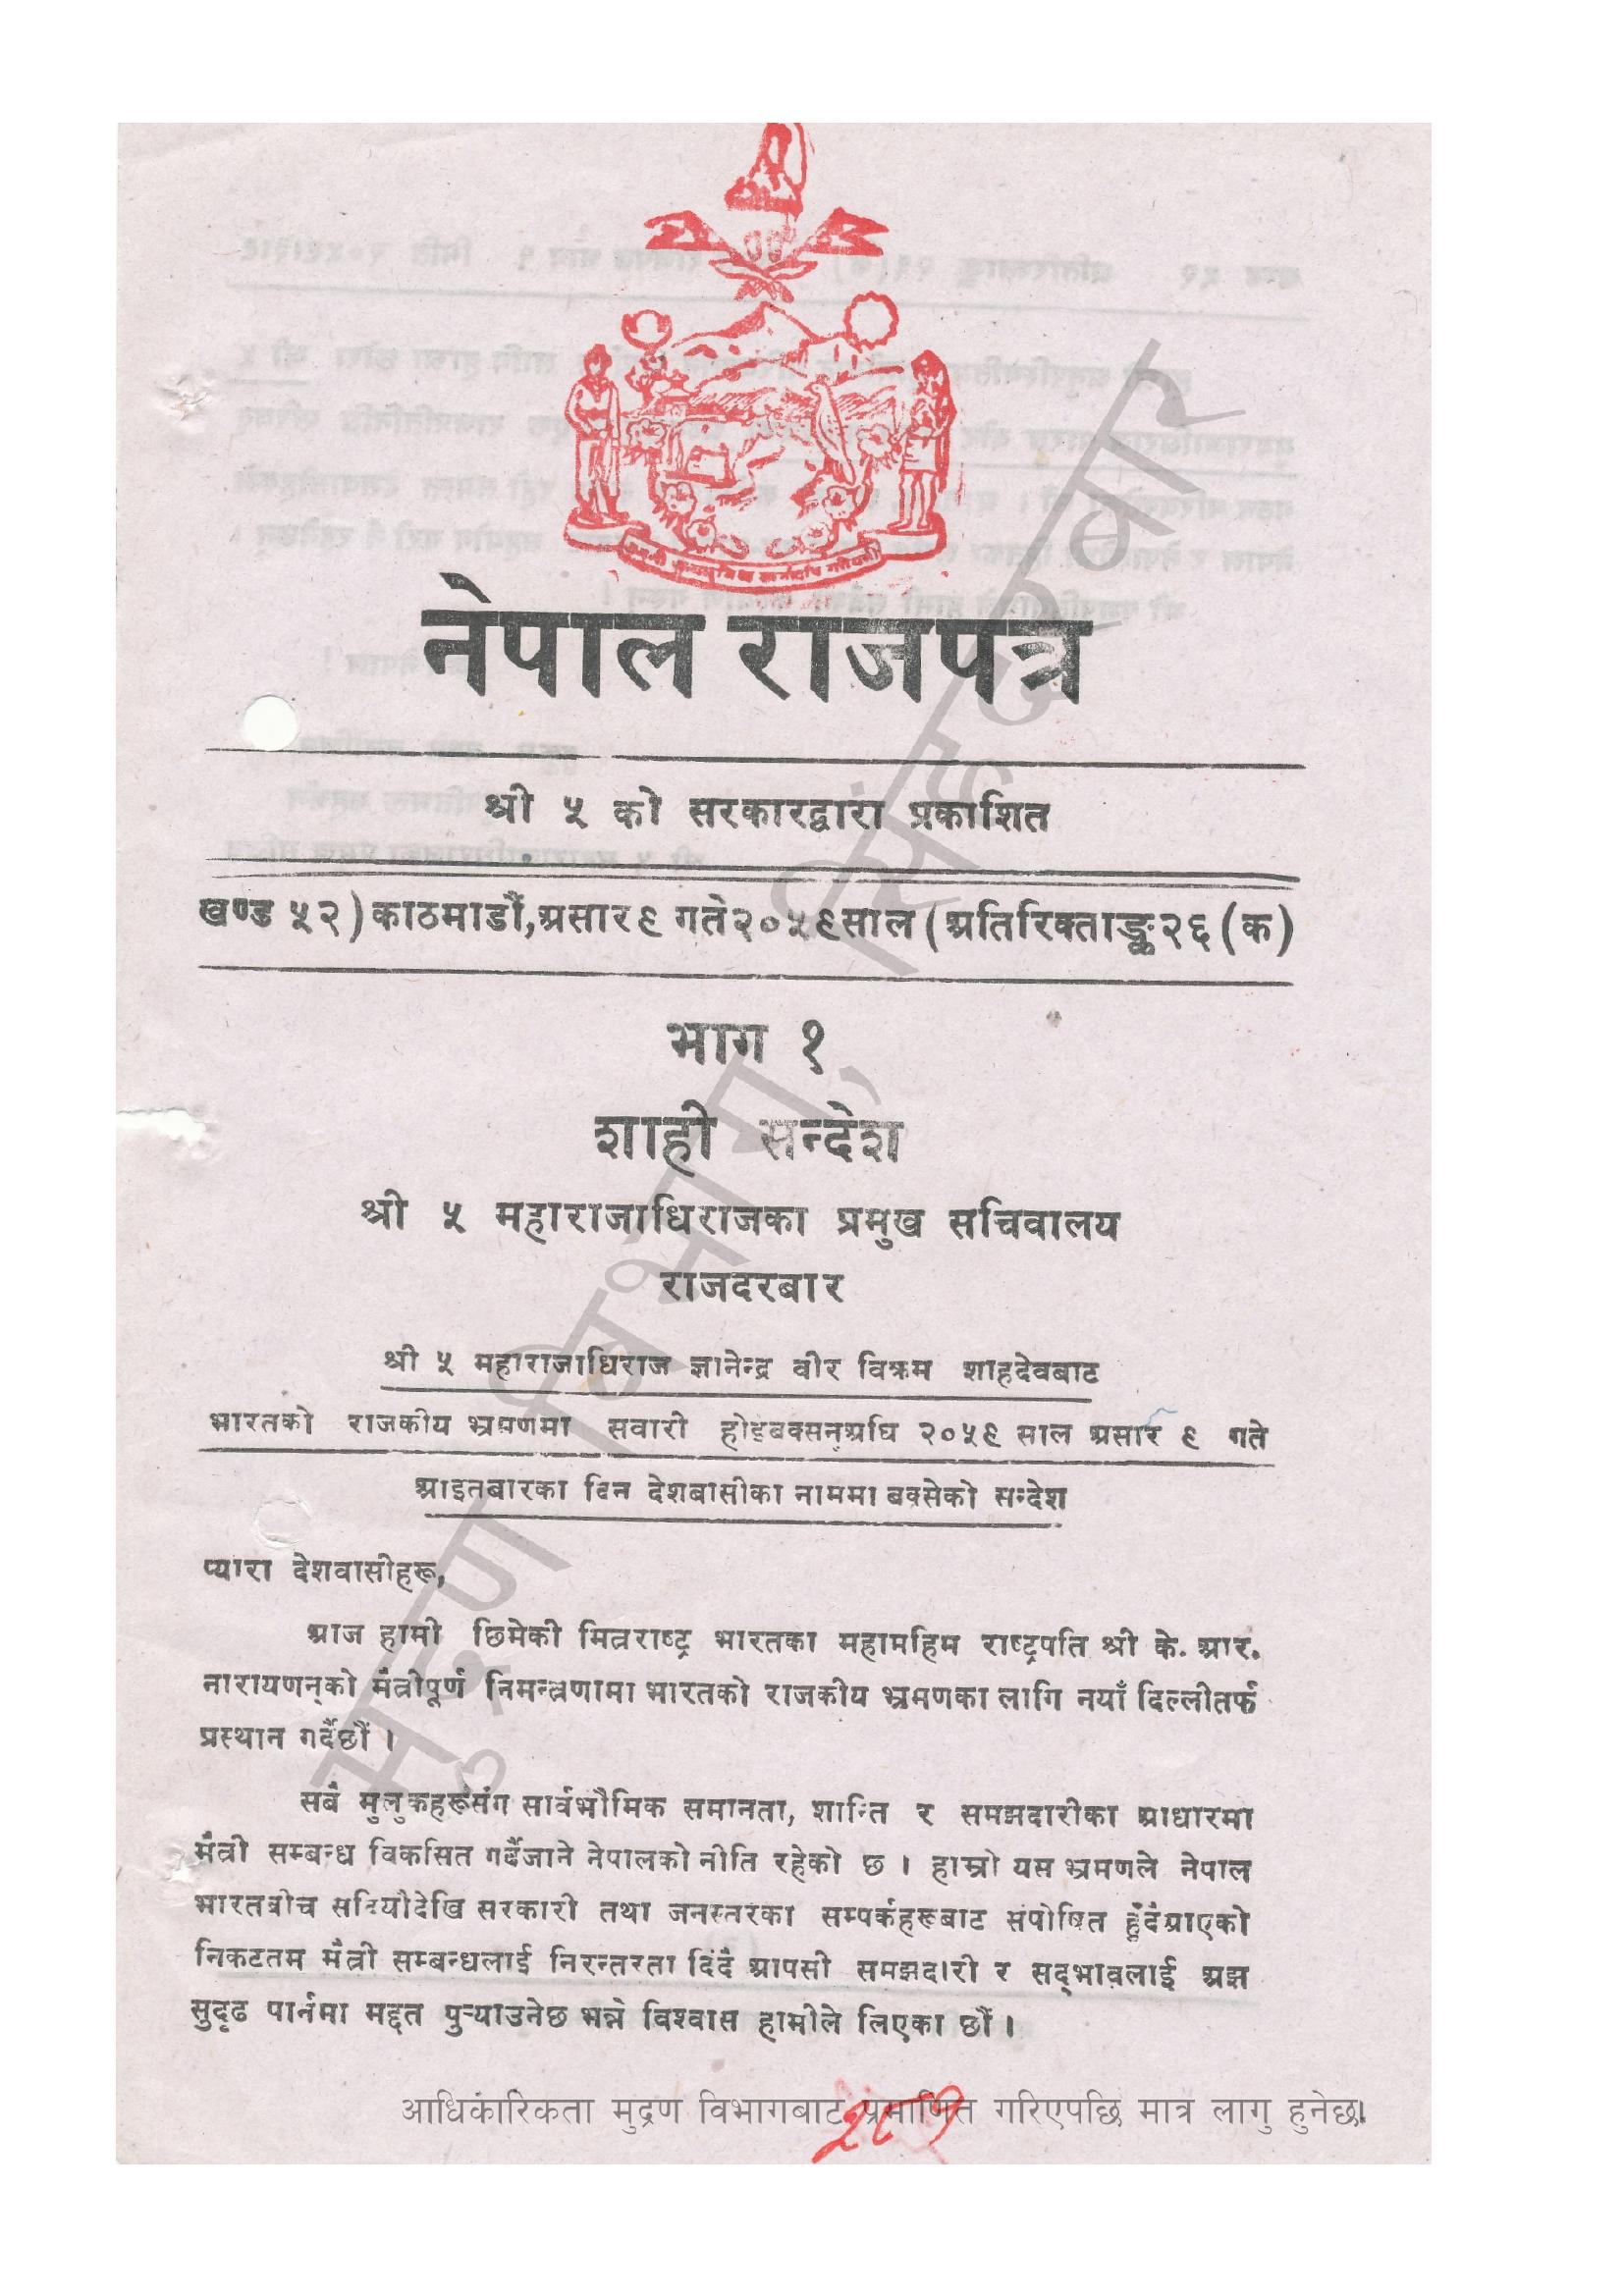 नेपाल राजपत्र
श्री ५ को सरकारद्वारा प्रकाशित
खण्ड ५२) काठमाडौं, असार ९ गते २०५९ साल (अतिरिक्ताङ्क २६ (क)
भाग १
शाही सन्देश
श्री ५ महाराजाधिराजका प्रमुख सचिवालय
राजदरबार
श्री ५ महाराजाधिराज ज्ञानेन्द्र वीर विक्रम शाहदेवबाट
भारतको राजकीय भ्रमणमा सवारी होइबक्सनुअघि २०५९ साल असार ९ गते
आइतबारका दिन देशबासीका नाममा बक्सेको सन्देश
प्यारा देशवासीहरू,
आज हामी छिमेकी मित्रराष्ट्र भारतका महामहिम राष्ट्रपति श्री के. आर.
नारायणन्को मैत्रीपूर्ण निमन्त्रणामा भारतको राजकीय भ्रमणका लागि नयाँ दिल्लीतर्फ
प्रस्थान गर्दैछौं ।
सबै मुलुकहरूसंग सार्वभौमिक समानता, शान्ति र समझदारीका आधारमा
मैत्री सम्बन्ध विकसित गर्दैजाने नेपालको नीति रहेको छ । हाम्रो यस भ्रमणले नेपाल
भारतबीच सदियौंदेखि सरकारी तथा जनस्तरका सम्पर्कहरूबाट संपोषित हुँदैआएको
निकटतम मैत्री सम्बन्धलाई निरन्तरता दिंदै आपसी समझदारी र सद्भावलाई अझ
सुदृढ पार्नमा मद्दत पुऱ्याउनेछ भन्ने विश्वास हामीले लिएका छौं ।
मुद्रण विभाग, सिंहदरवार
आधिकारिकता मुद्रण विभागबाट प्रमाणित गरिएपछि मात्र लागु हुनेछ।